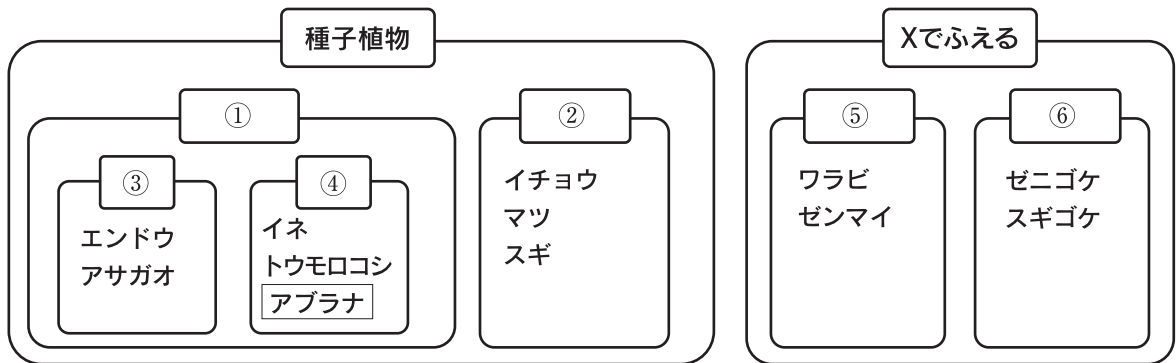 種子植物
Xでふえる
①
②
③
④
⑤
⑥
エンドウ
アサガオ
イネ
トウモロコシ
アブラナ
イチョウ
マツ
スギ
ワラビ
ゼンマイ
ゼニゴケ
スギゴケ